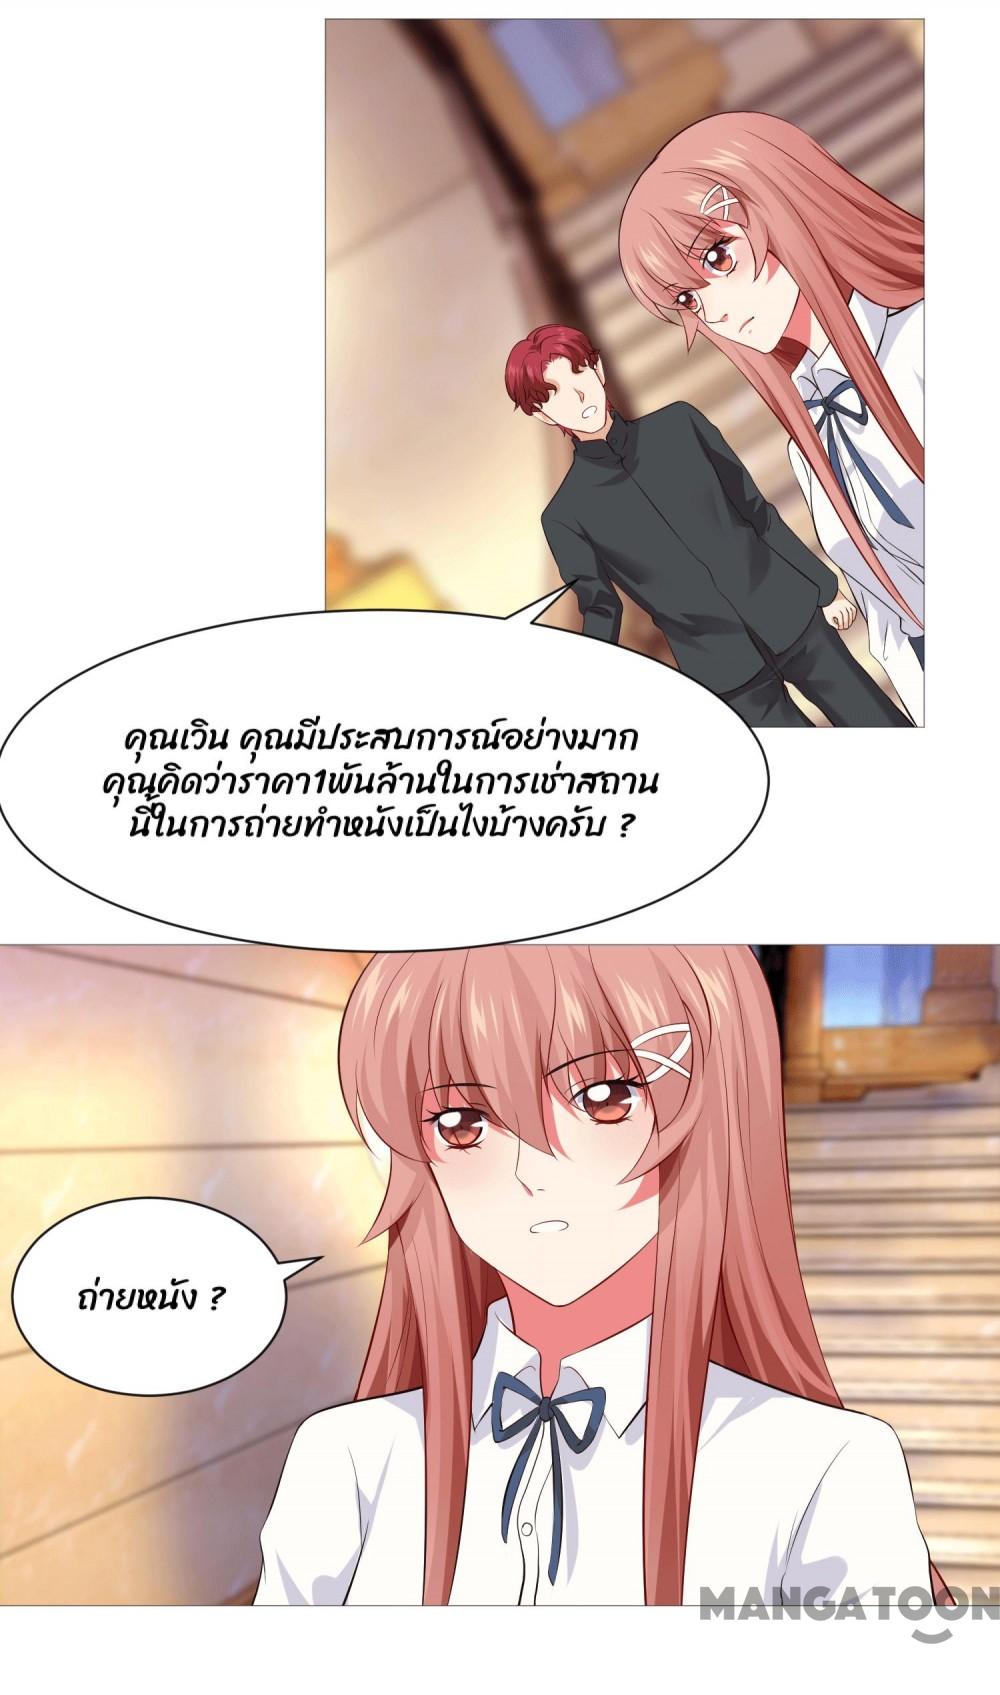 คุณเวิน คุณมีประสบการณ์อย่างมาก
คุณคิดว่าราคา1พันล้านในการเช่าสถาน
นี้ในการถ่ายทำหนังเป็นไงบ้างครับ ?
ถ่ายหนัง ?
MANGATOON